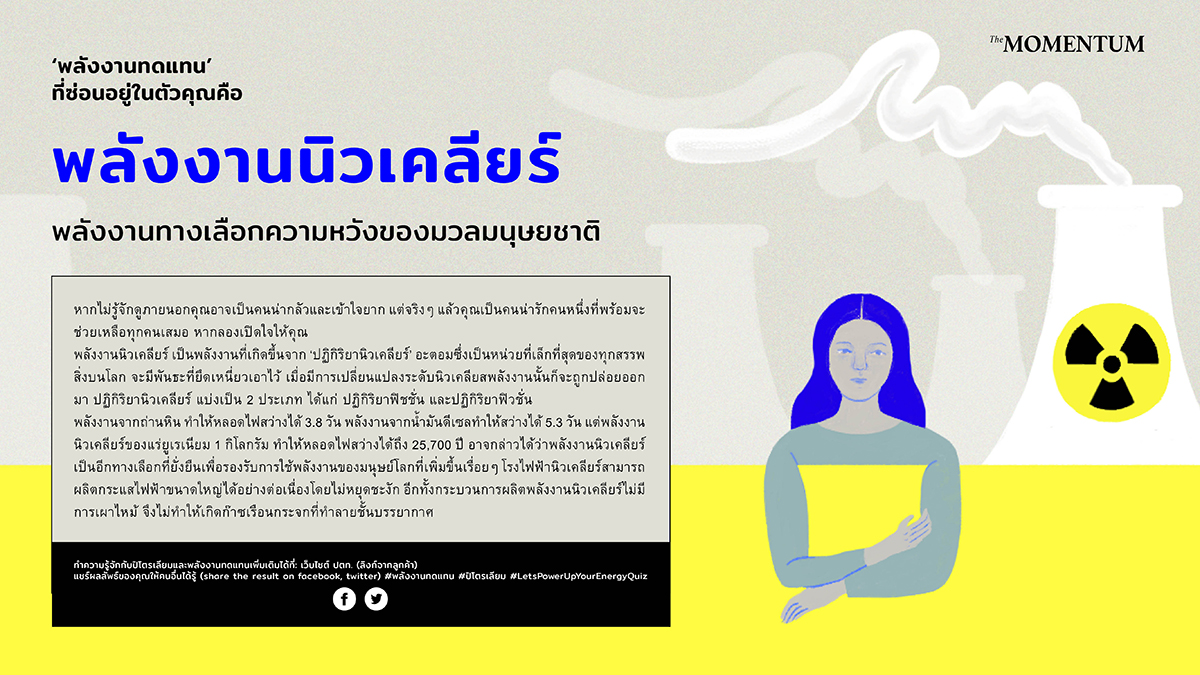 The MOMENTUM
‘พลังงานทดแทน’
ที่ซ่อนอยู่ในตัวคุณคือ
พลังงานนิวเคลียร์
พลังงานทางเลือกความหวังของมวลมนุษยชาติ
หากไม่รู้จักดูภายนอกคุณอาจเป็นคนน่ากลัวและเข้าใจยาก แต่จริงๆ แล้วคุณเป็นคนน่ารักคนหนึ่งที่พร้อมจะ
ช่วยเหลือทุกคนเสมอ หากลองเปิดใจให้คุณ
พลังงานนิวเคลียร์ เป็นพลังงานที่เกิดขึ้นจาก ‘ปฏิกิริยานิวเคลียร์’ อะตอมซึ่งเป็นหน่วยที่เล็กที่สุดของทุกสรรพ
สิ่งบนโลก จะมีพันธะที่ยึดเหนี่ยวเอาไว้ เมื่อมีการเปลี่ยนแปลงระดับนิวเคลียสพลังงานนั้นก็จะถูกปล่อยออก
มา ปฏิกิริยานิวเคลียร์ แบ่งเป็น 2 ประเภท ได้แก่ ปฏิกิริยาฟิชชั่น และปฏิกิริยาฟิวชั่น
พลังงานจากถ่านหิน ทำให้หลอดไฟสว่างได้ 3.8 วัน พลังงานจากน้ำมันดีเซลทำให้สว่างได้ 5.3 วัน แต่พลังงาน
นิวเคลียร์ของแร่ยูเรเนียม 1 กิโลกรัม ทำให้หลอดไฟสว่างได้ถึง 25,700 ปี อาจกล่าวได้ว่าพลังงานนิวเคลียร์
เป็นอีกทางเลือกที่ยั่งยืนเพื่อรองรับการใช้พลังงานของมนุษย์โลกที่เพิ่มขึ้นเรื่อยๆ โรงไฟฟ้านิวเคลียร์สามารถ
ผลิตกระแสไฟฟ้าขนาดใหญ่ได้อย่างต่อเนื่องโดยไม่หยุดชะงัก อีกทั้งกระบวนการผลิตพลังงานนิวเคลียร์ไม่มี
การเผาไหม้ จึงไม่ทำให้เกิดก๊าซเรือนกระจกที่ทำลายชั้นบรรยากาศ
ทำความรู้จักกับปิโตรเลียมและพลังงานทดแทนเพิ่มเติมได้ที่: เว็บไซต์ ปตท. (ลิงก์จากลูกค้า)
แชร์ผลลัพธ์ของคุณให้คนอื่นได้รู้ (share the result on facebook, twitter) #พลังงานทดแทน #ปิโตรเลียม #LetsPowerUpYourEnergyQuiz